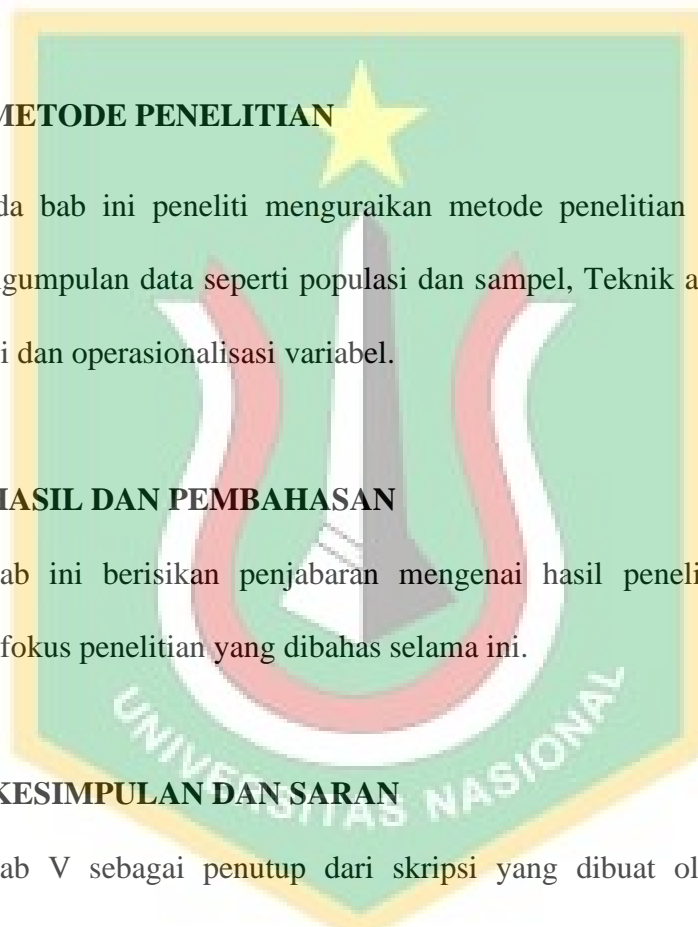 METODE PENELITIAN
da bab ini peneliti menguraikan metode penelitian
gumpulan data seperti populasi dan sampel, Teknik a
i dan operasionalisasi variabel.
HASIL DAN PEMBAHASAN
ab ini berisikan penjabaran mengenai hasil peneli
fokus penelitian yang dibahas selama ini.
UNIVERSITAS NASIONAL
KESIMPULAN DAN SARAN
ab V sebagai penutup dari skripsi yang dibuat ol